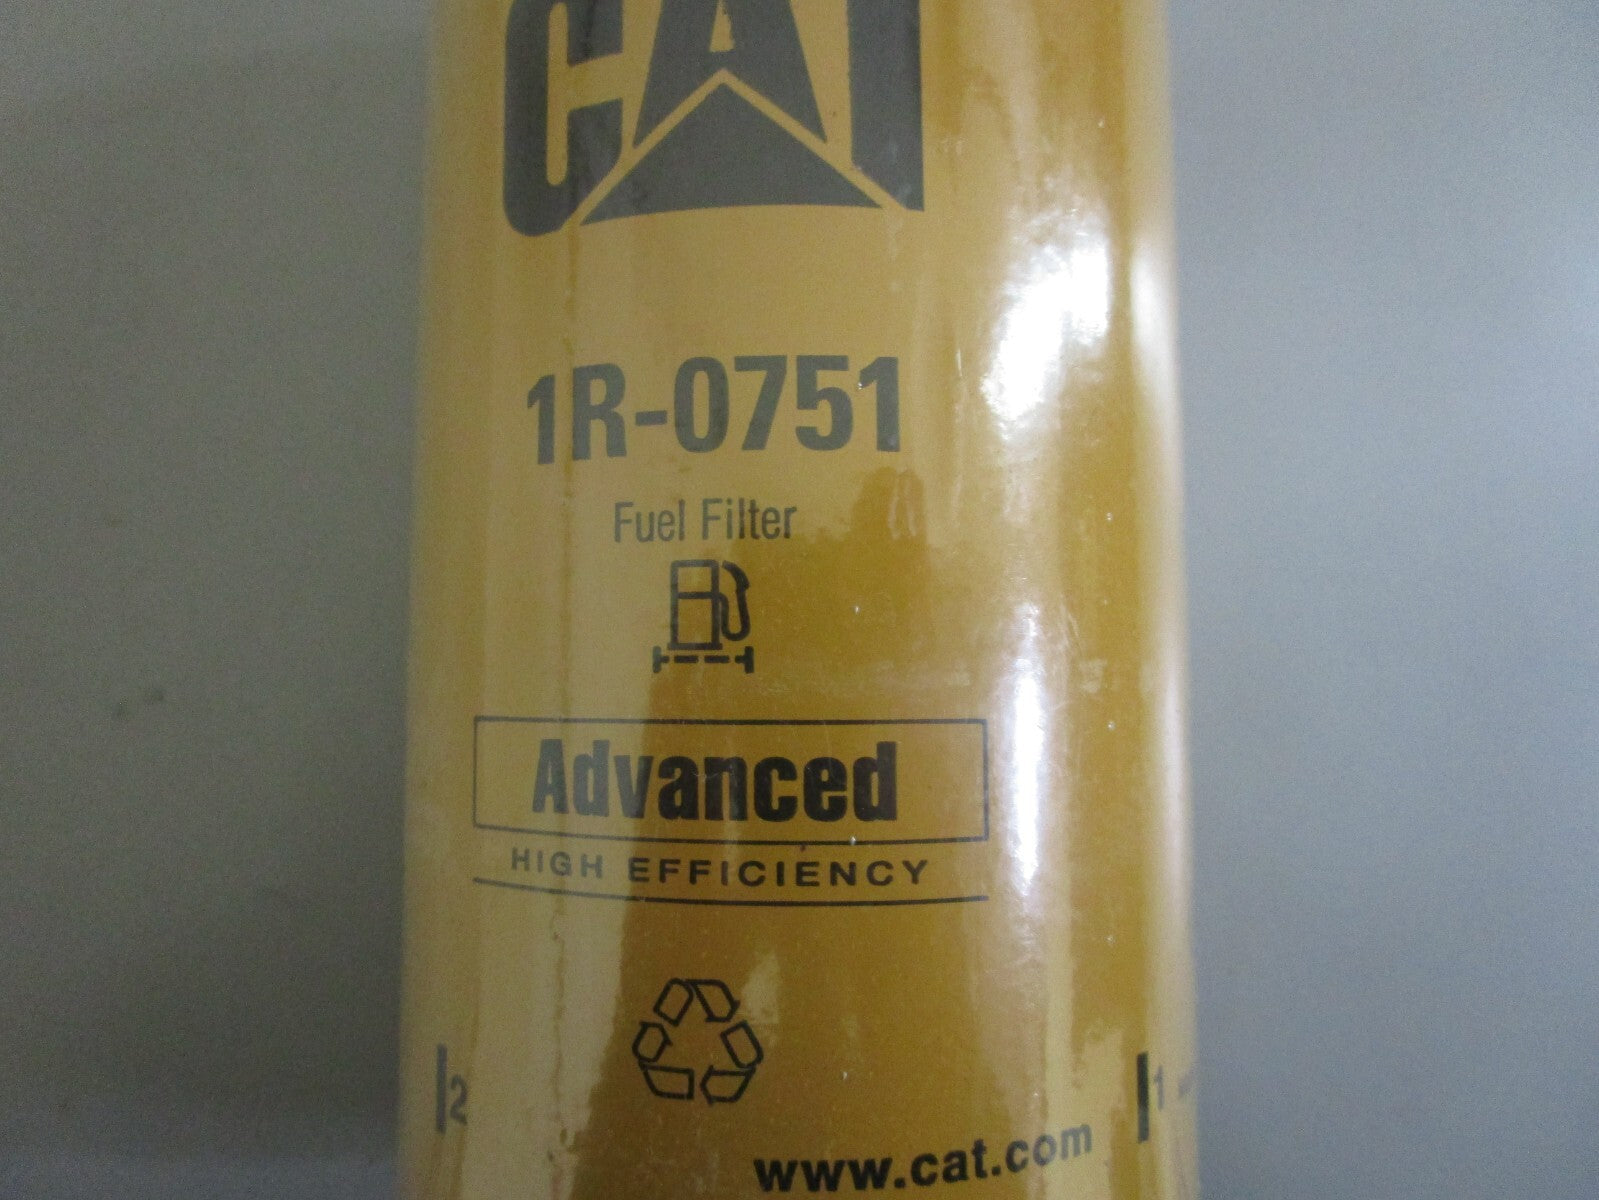 CAT
1R-0751
Fuel Filter
Advanced
HIGH EFFICIENCY
2
1
www.cat.com